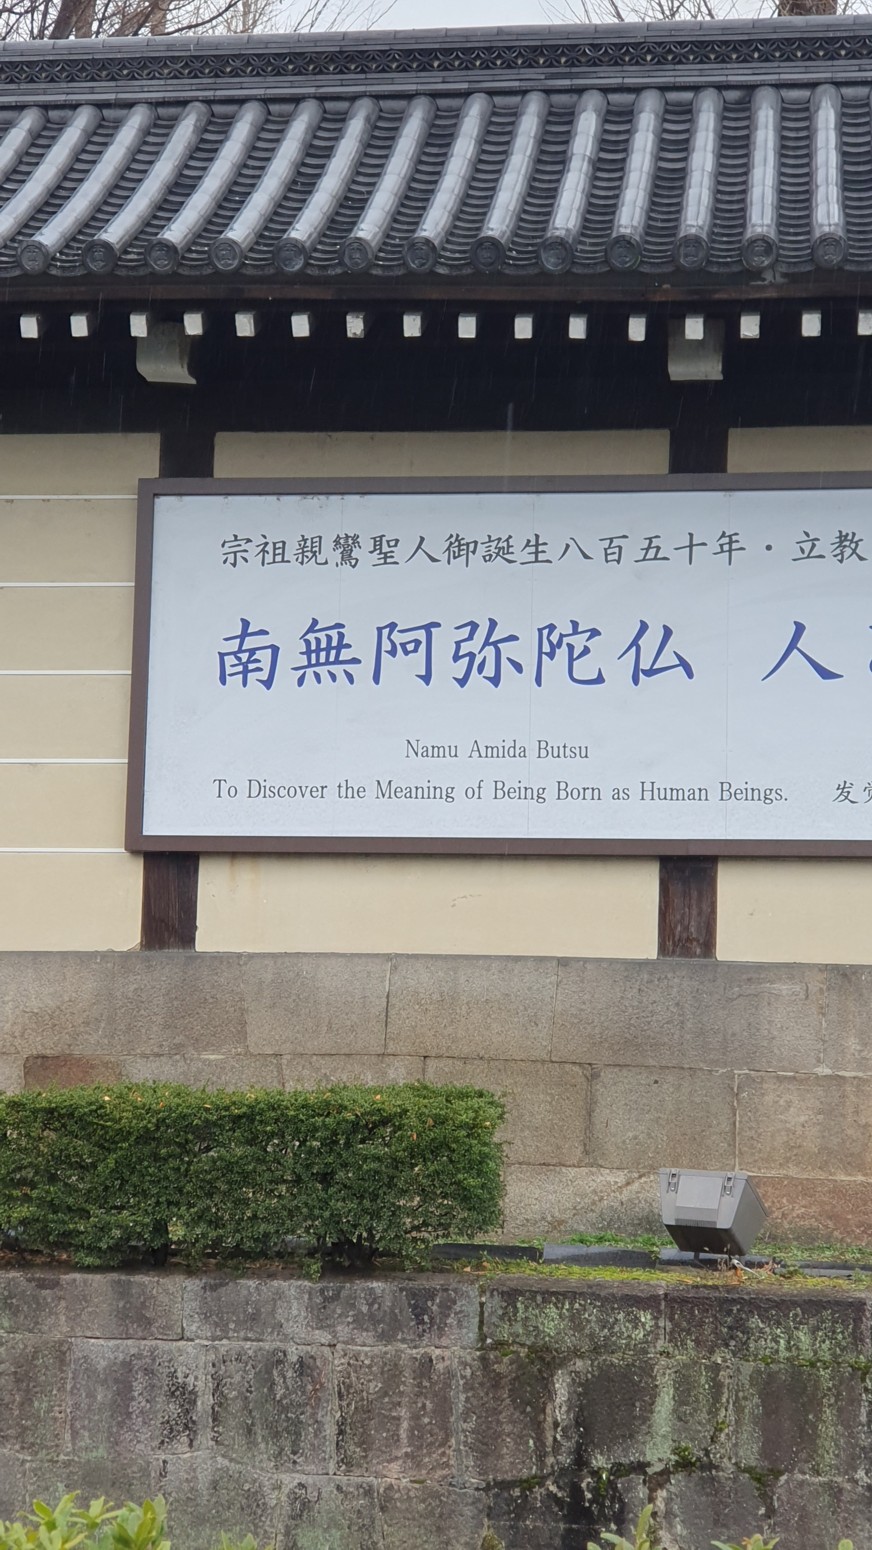 宗祖親鸞聖人御誕生八百五十年・立教
南無阿弥陀仏 人
Namu Amida Butsu
To Discover the Meaning of Being Born as Human Beings. 发